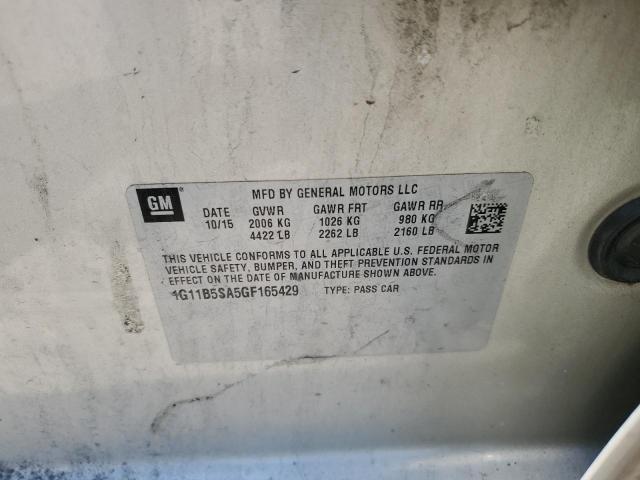 GM
MFD BY GENERAL MOTORS LLC
DATE GVWR GAWR FRT GAWR RR
10/15 2006 KG 1026 KG 980 KG
4422 LB 2262 LB 2160 LB
THIS VEHICLE CONFORMS TO ALL APPLICABLE U.S. FEDERAL MOTOR
VEHICLE SAFETY, BUMPER, AND THEFT PREVENTION STANDARDS IN
EFFECT ON THE DATE OF MANUFACTURE SHOWN ABOVE.
1G11B5SA5GF165429 TYPE: PASS CAR